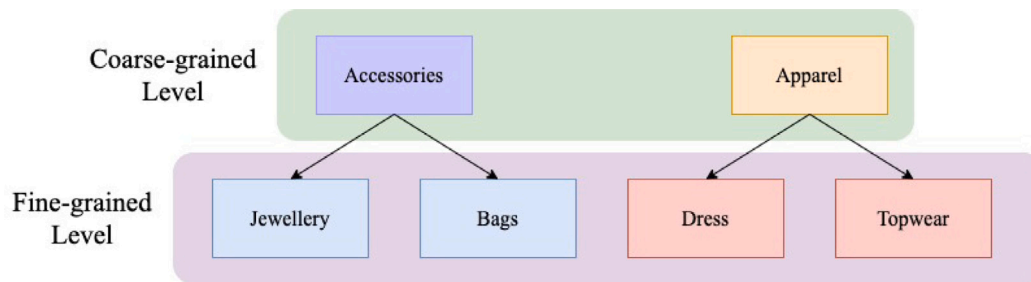 Coarse-grained
Level
Accessories
Apparel
Fine-grained
Level
Jewellery
Bags
Dress
Topwear